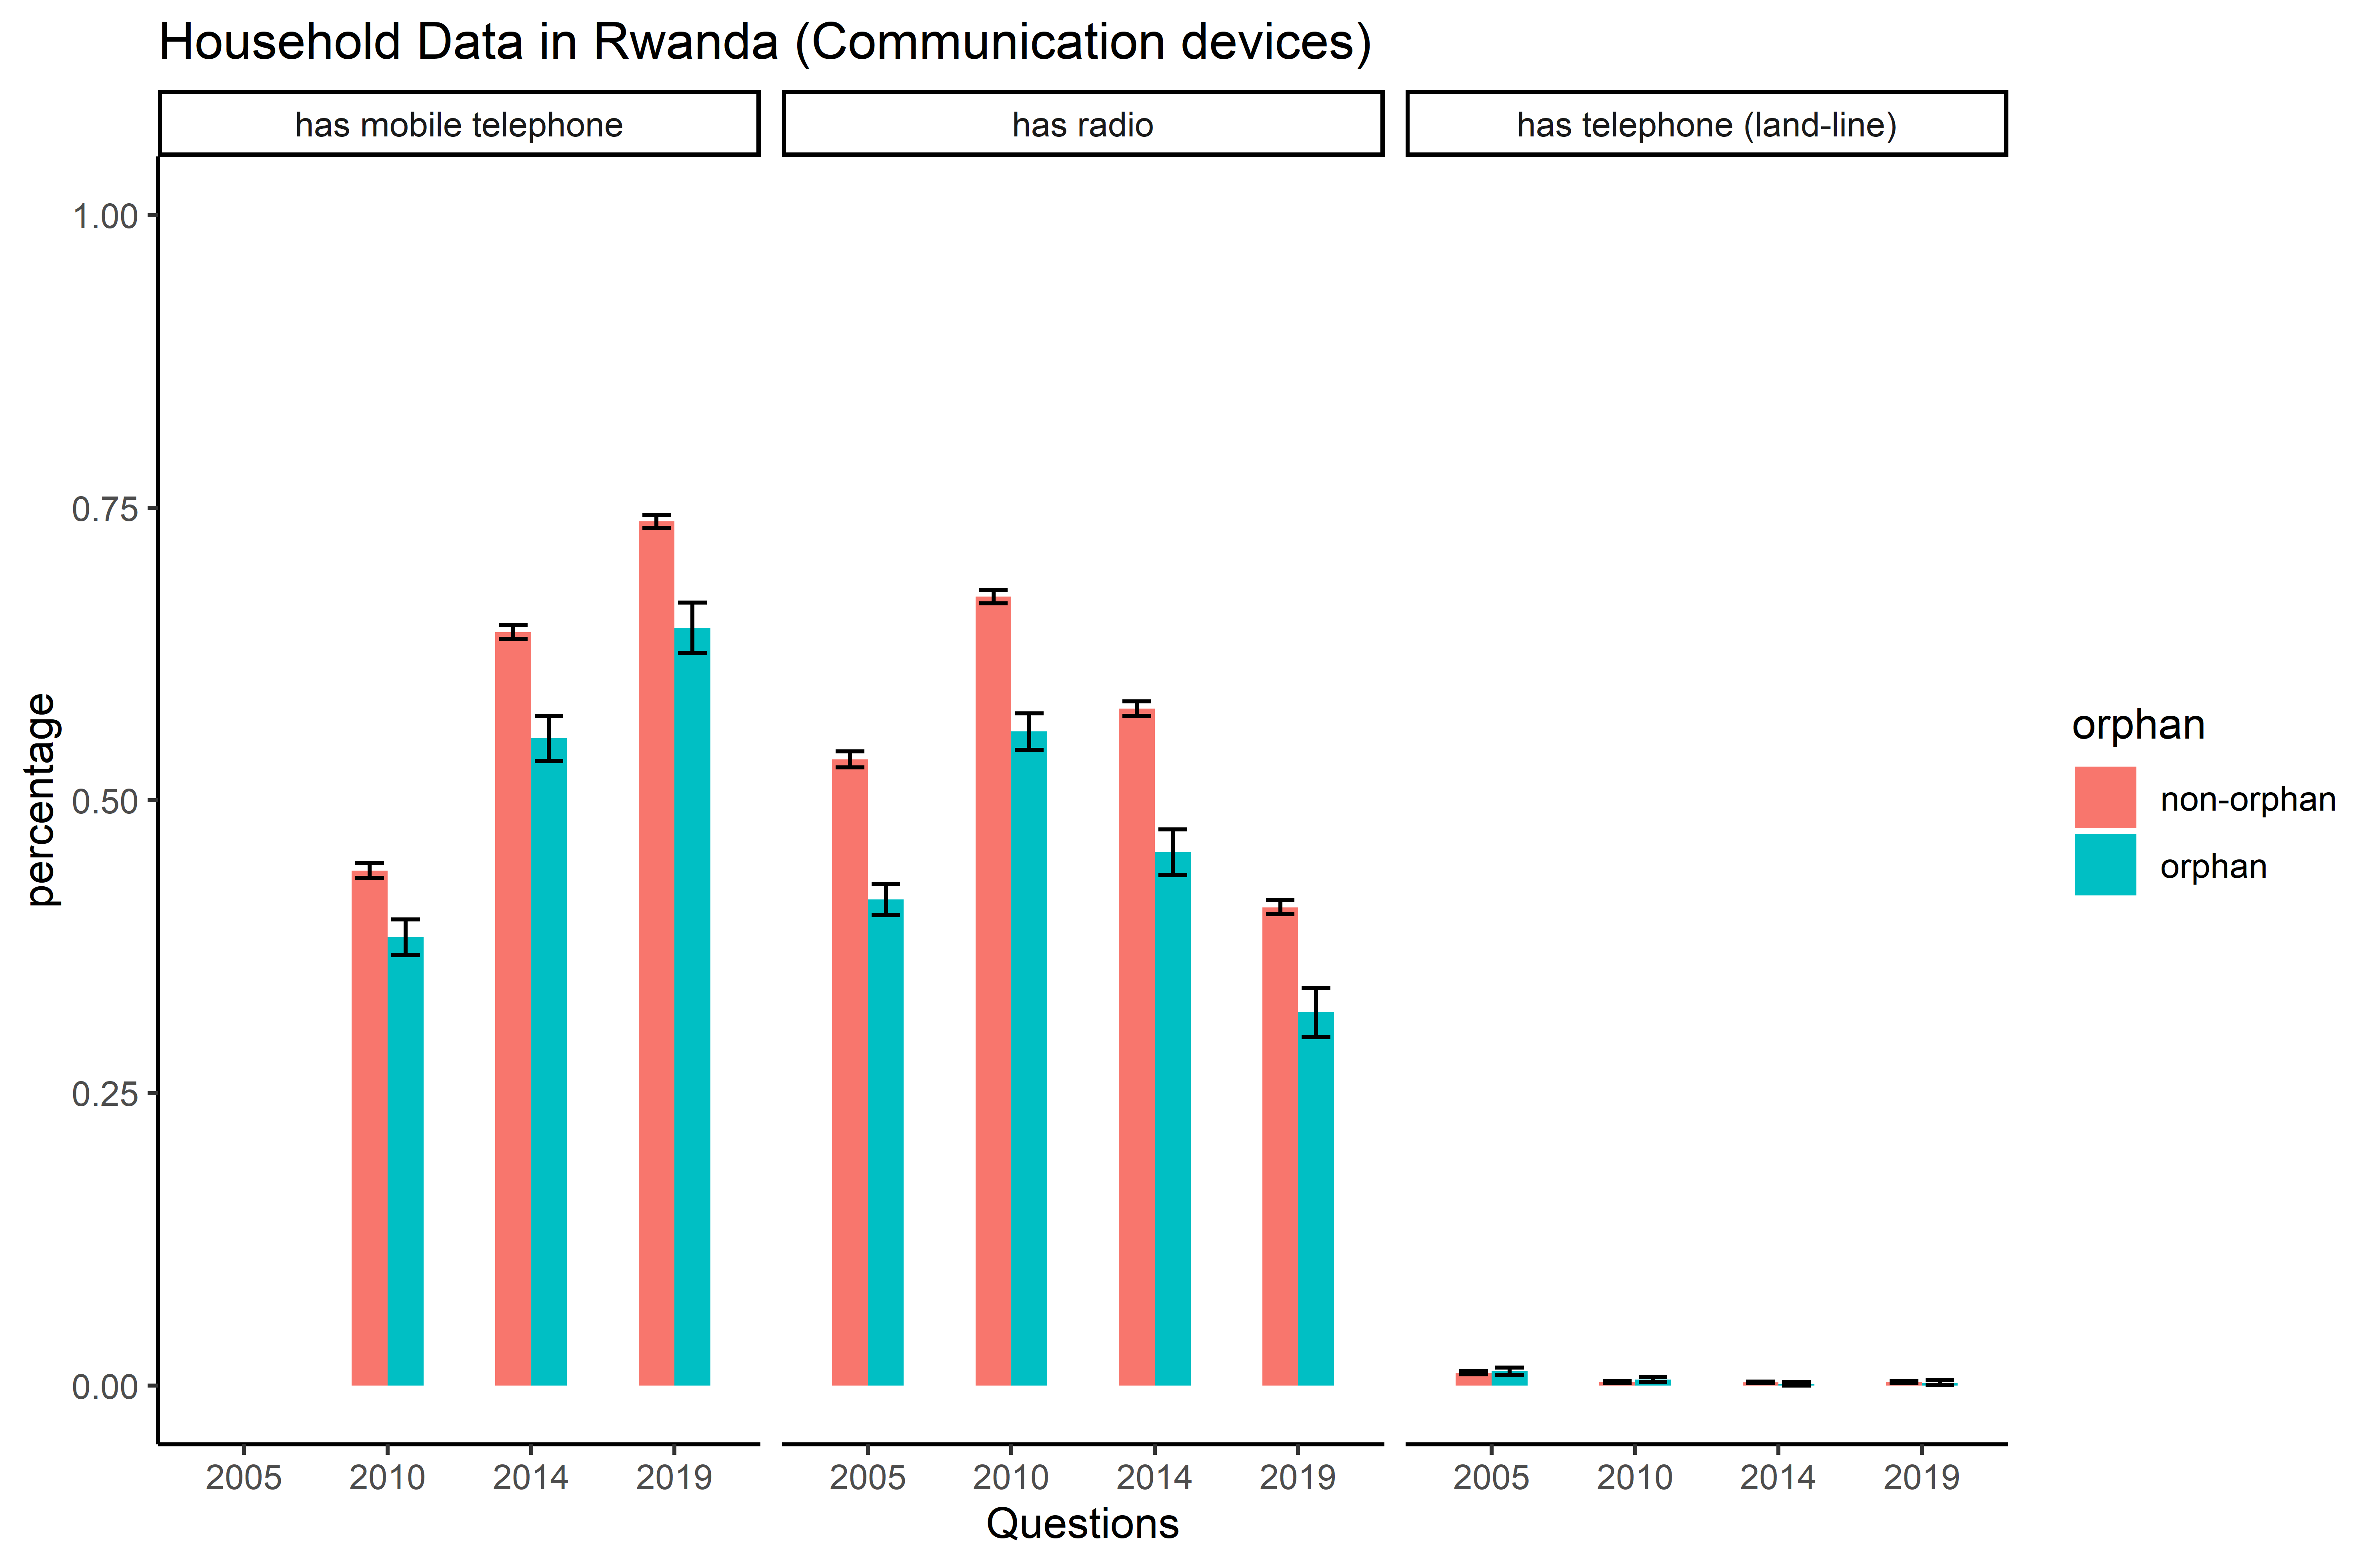 Household Data in Rwanda (Communication devices)
has mobile telephone
has radio
has telephone (land-line)
1.00
0.75
0.50
0.25
0.00
percentage
2005 2010 2014 2019
2005 2010 2014 2019
2005 2010 2014 2019
Questions
orphan
non-orphan
orphan